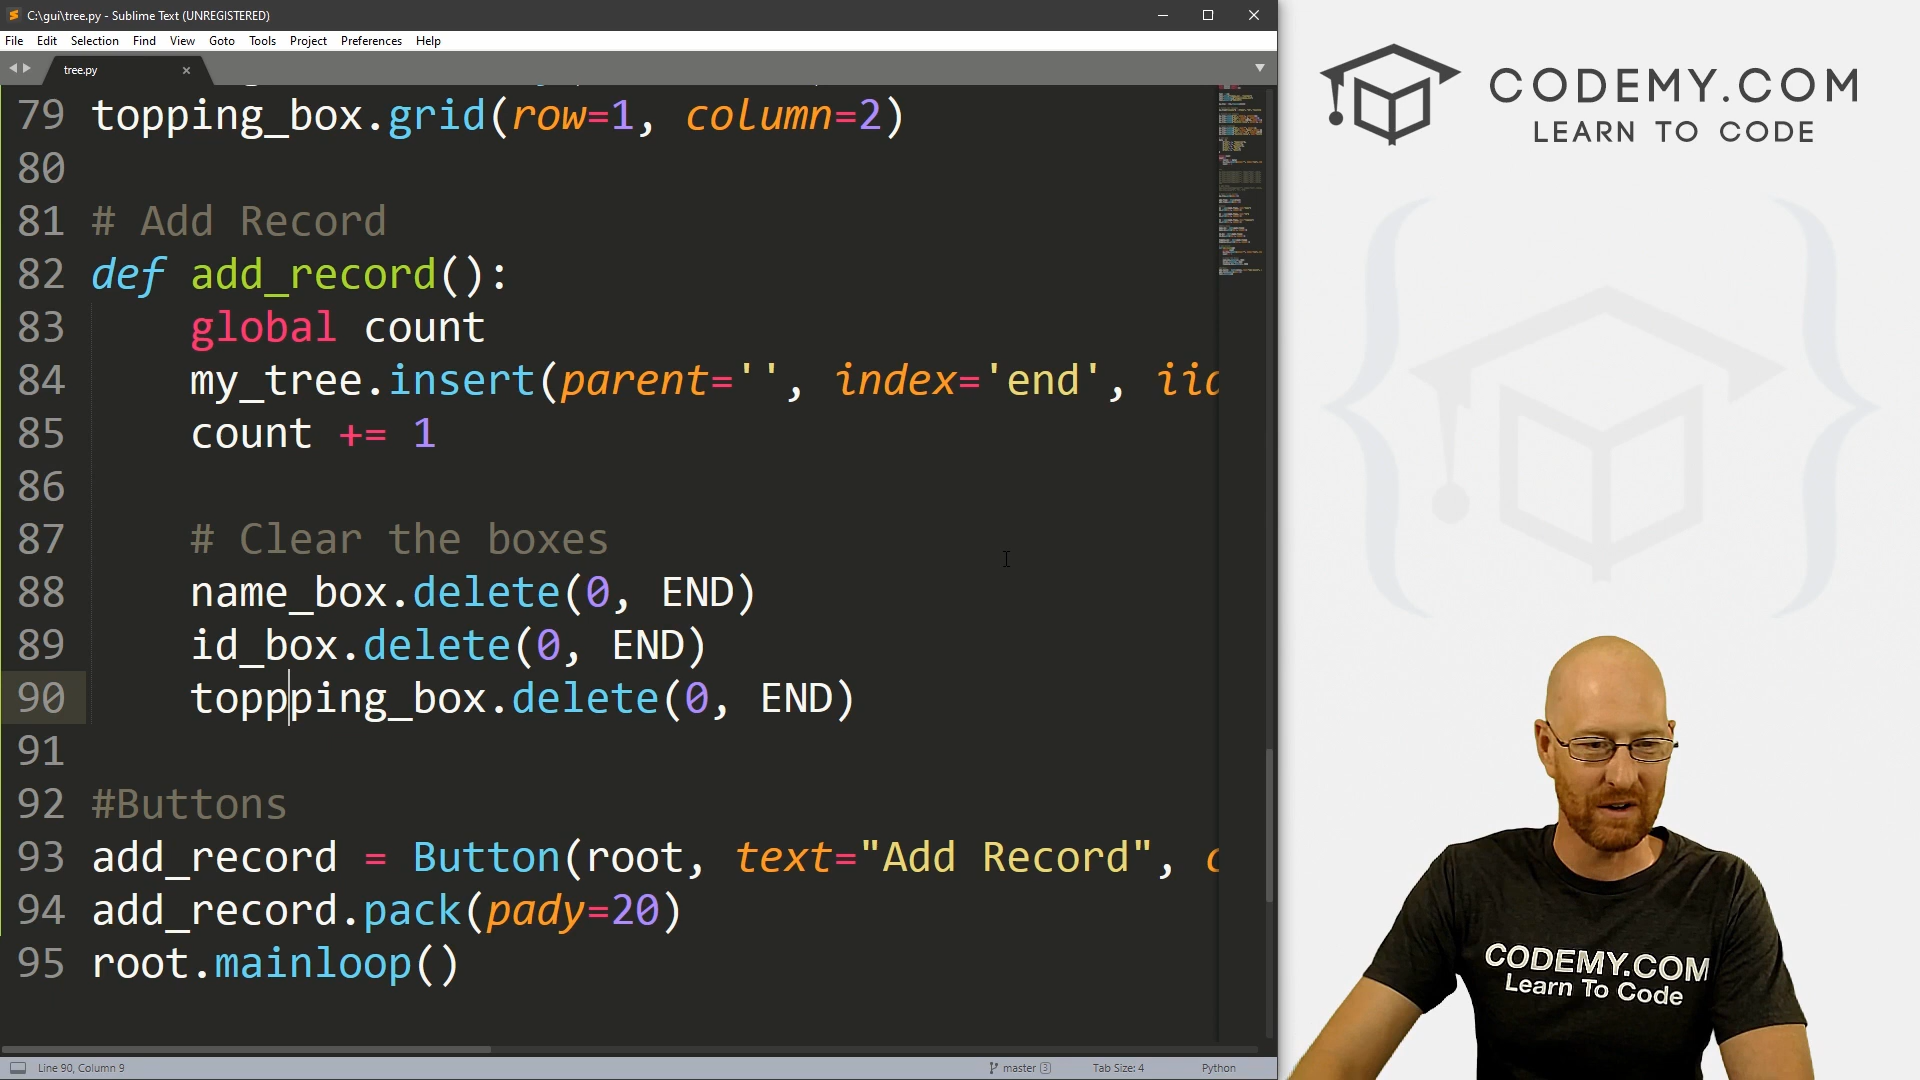 C:\gui\tree.py - Sublime Text (UNREGISTERED)
File Edit Selection Find View Goto Tools Project Preferences Help
tree.py
79 topping_box.grid(row=1, column=2)
80
81 # Add Record
82 def add_record():
83 global count
84 my_tree.insert(parent='', index='end', iid
85 count += 1
86
87 # Clear the boxes
88 name_box.delete(0, END)
89 id_box.delete(0, END)
90 toppping_box.delete(0, END)
91
92 #Buttons
93 add_record = Button(root, text="Add Record", c
94 add_record.pack(pady=20)
95 root.mainloop()
Line 90, Column 9
master 3
Tab Size: 4
Python
CODEMY.COM
LEARN TO CODE
CODEMY.COM
Learn To Code